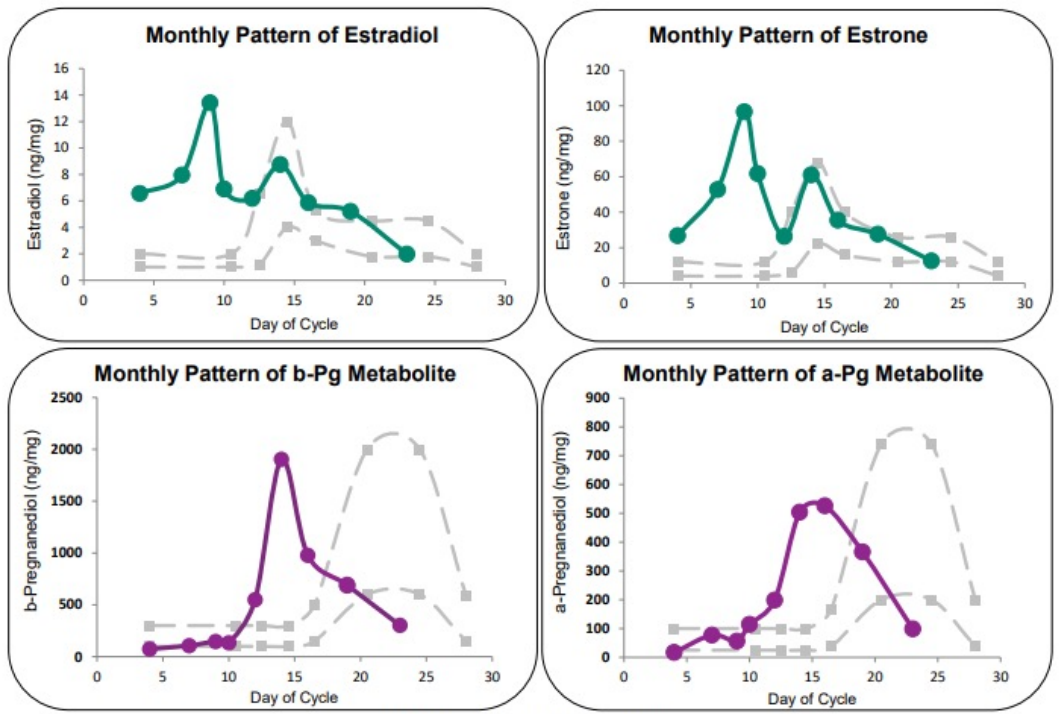 Monthly Pattern of Estradiol
Estradiol (ng/mg)
16
14
12
10
8
6
4
2
0
0 5 10 15 20 25 30
Day of Cycle
Monthly Pattern of Estrone
Estrone (ng/mg)
120
100
80
60
40
20
0
0 5 10 15 20 25 30
Day of Cycle
Monthly Pattern of b-Pg Metabolite
b-Pregnanediol (ng/mg)
2500
2000
1500
1000
500
0
0 5 10 15 20 25 30
Day of Cycle
Monthly Pattern of a-Pg Metabolite
a-Pregnanediol (ng/mg)
900
800
700
600
500
400
300
200
100
0
0 5 10 15 20 25 30
Day of Cycle